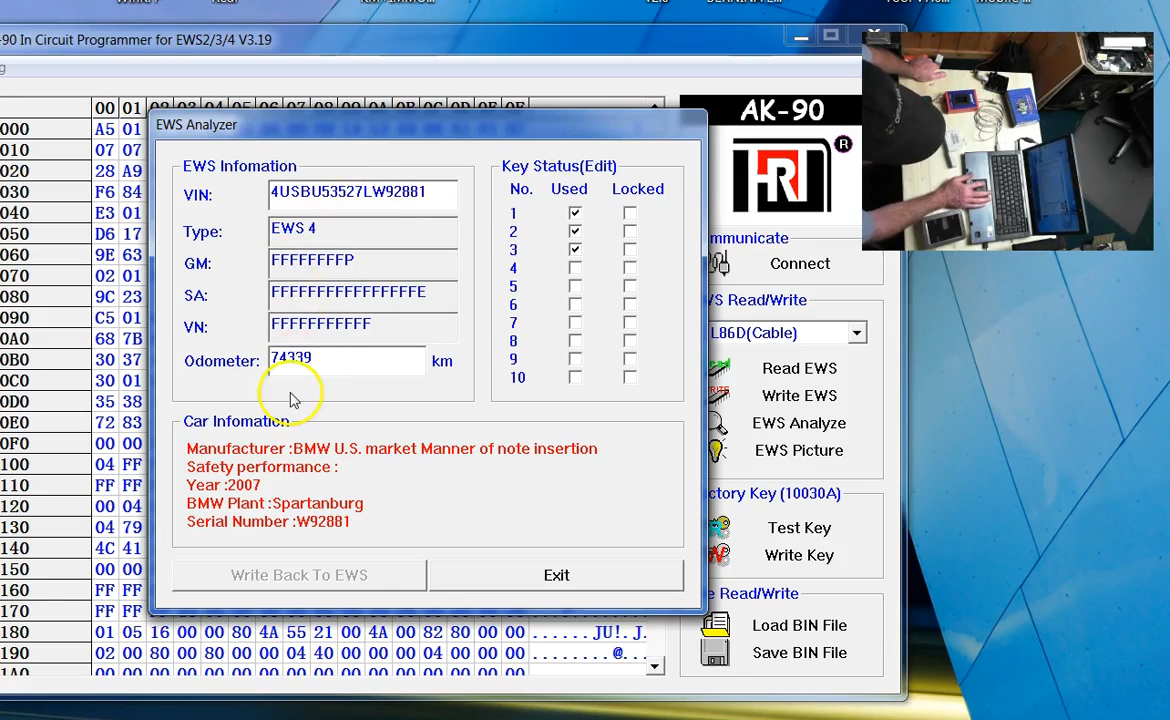 -90 In Circuit Programmer for EWS2/3/4 V3.19
EWS Analyzer
EWS Infomation
VIN: 4USBU53527LW92881
Type: EWS 4
GM: FFFFFFFFP
SA: FFFFFFFFFFFFFFFFE
VN: FFFFFFFFFFF
Odometer: 74339 km
Key Status(Edit)
No. Used Locked
1
2
3
4
5
6
7
8
9
10
Car Infomation
Manufacturer :BMW U.S. market Manner of note insertion
Safety performance :
Year :2007
BMW Plant :Spartanburg
Serial Number :W92881
Write Back To EWS
Exit
AK-90
HRI
R
mmunicate
Connect
WS Read/Write
L86D(Cable)
Read EWS
Write EWS
EWS Analyze
EWS Picture
ctory Key (10030A)
Test Key
Write Key
e Read/Write
Load BIN File
Save BIN File
00 01
000 A5 01
010 07 07
020 28 A9
030 F6 84
040 E3 01
050 D6 17
060 9E 63
070 02 01
080 9C 23
090 C5 01
0A0 68 7B
0B0 30 37
0C0 30 01
0D0 35 38
0E0 72 83
0F0 00 00
100 04 FF
110 FF FF
120 00 04
130 04 79
140 4C 41
150 00 00
160 FF FF
170 FF FF
180 01 05 16 00 00 80 4A 55 21 00 4A 00 82 80 00 00 ......JU!.J.
190 02 00 80 00 80 00 00 04 40 00 00 00 04 00 00 00 ........@...